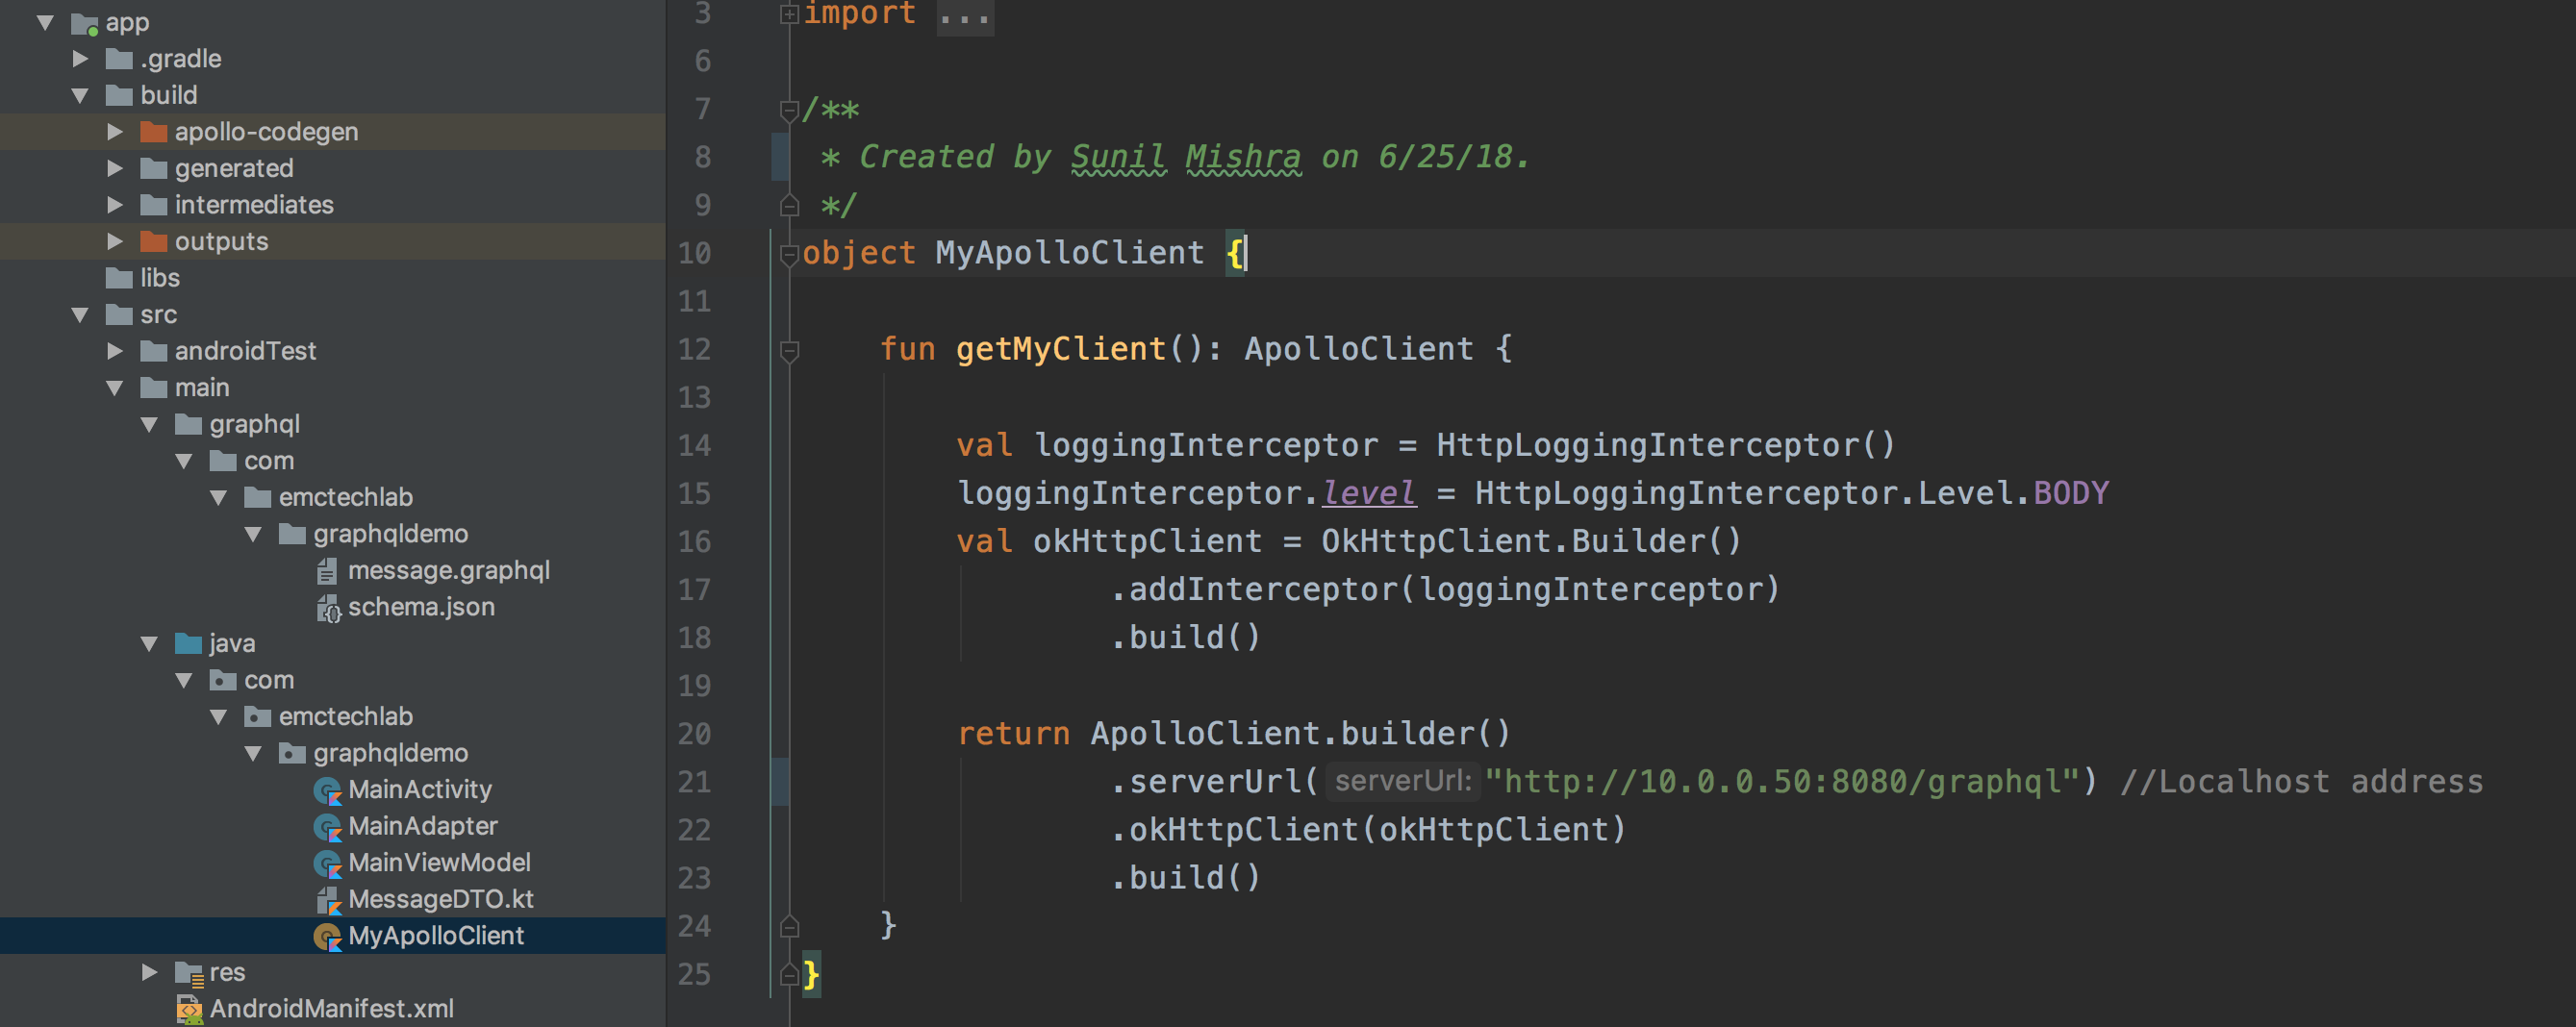 app
.gradle
build
apollo-codegen
generated
intermediates
outputs
libs
src
androidTest
main
graphql
com
emctechlab
graphqldemo
message.graphql
schema.json
java
com
emctechlab
graphqldemo
MainActivity
MainAdapter
MainViewModel
MessageDTO.kt
MyApolloClient
res
AndroidManifest.xml
3 import ...
6
7 /**
8 * Created by Sunil Mishra on 6/25/18.
9 */
10 object MyApolloClient {
11
12 fun getMyClient(): ApolloClient {
13
14 val loggingInterceptor = HttpLoggingInterceptor()
15 loggingInterceptor.level = HttpLoggingInterceptor.Level.BODY
16 val okHttpClient = OkHttpClient.Builder()
17 .addInterceptor(loggingInterceptor)
18 .build()
19
20 return ApolloClient.builder()
21 .serverUrl( serverUrl: "http://10.0.0.50:8080/graphql") //Localhost address
22 .okHttpClient(okHttpClient)
23 .build()
24 }
25 }